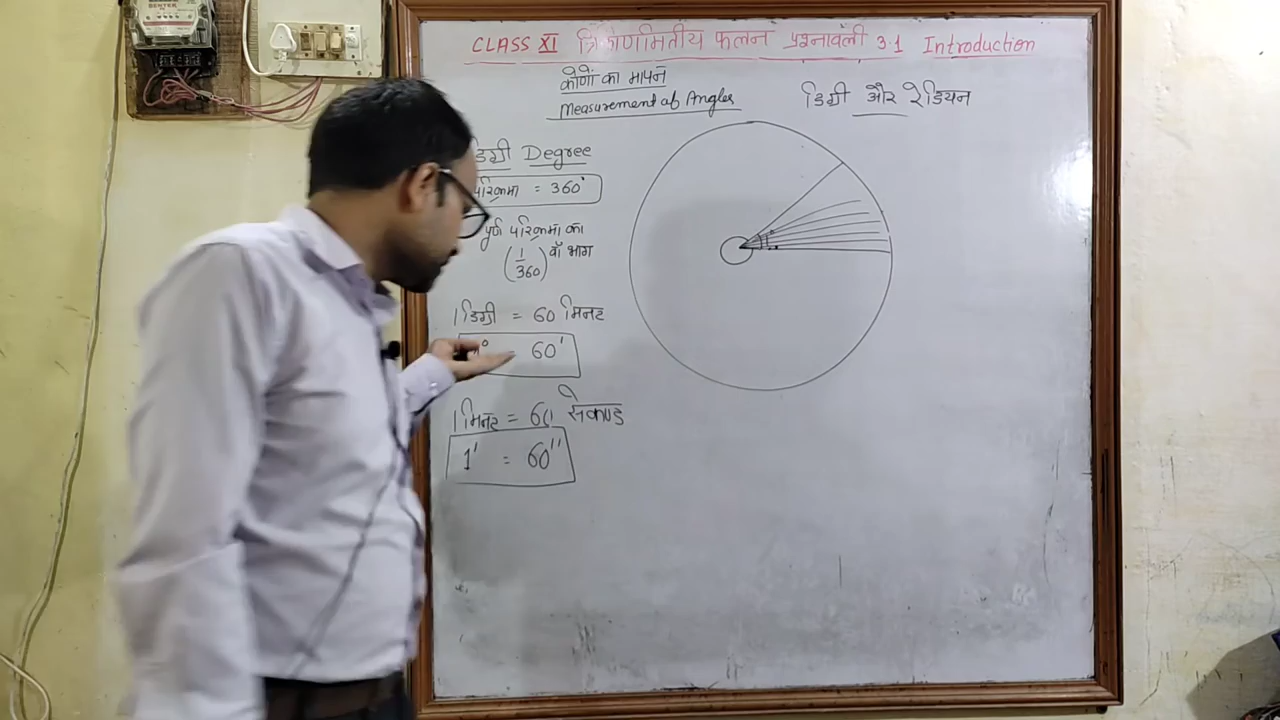 CLASS XI त्रिकोणमितीय फलन प्रश्नावली 3.1 Introduction
कोणों का मापन
Measurement of Angles
डिग्री और रेडियन
डिग्री Degree
परिक्रमा = 360°
पूर्ण परिक्रमा का
(1/360) वाँ भाग
1 डिग्री = 60 मिनट
60'
1 मिनट = 60 सेकण्ड
1' = 60''